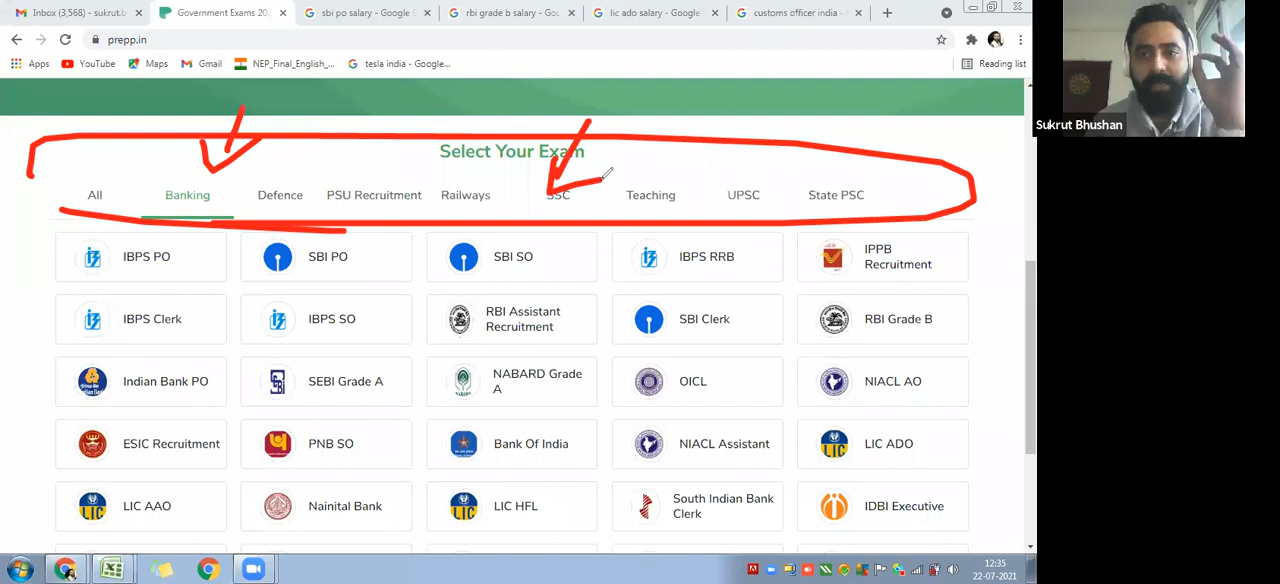 Inbox (3,568) - sukrut.b
Government Exams 202
sbi po salary - Google
rbi grade b salary - Goo
lic ado salary - Google
customs officer india -
prepp.in
Apps
YouTube
Maps
Gmail
NEP_Final_English_...
tesla india - Googl...
Reading list
Sukrut Bhushan
Select Your Exam
All
Banking
Defence
PSU Recruitment
Railways
SSC
Teaching
UPSC
State PSC
IBPS PO
SBI PO
SBI SO
IBPS RRB
IPPB
Recruitment
IBPS Clerk
IBPS SO
RBI Assistant
Recruitment
SBI Clerk
RBI Grade B
Indian Bank PO
SEBI Grade A
NABARD Grade
A
OICL
NIACL AO
ESIC Recruitment
PNB SO
Bank Of India
NIACL Assistant
LIC ADO
LIC AAO
Nainital Bank
LIC HFL
South Indian Bank
Clerk
IDBI Executive
12:35
22-07-2021